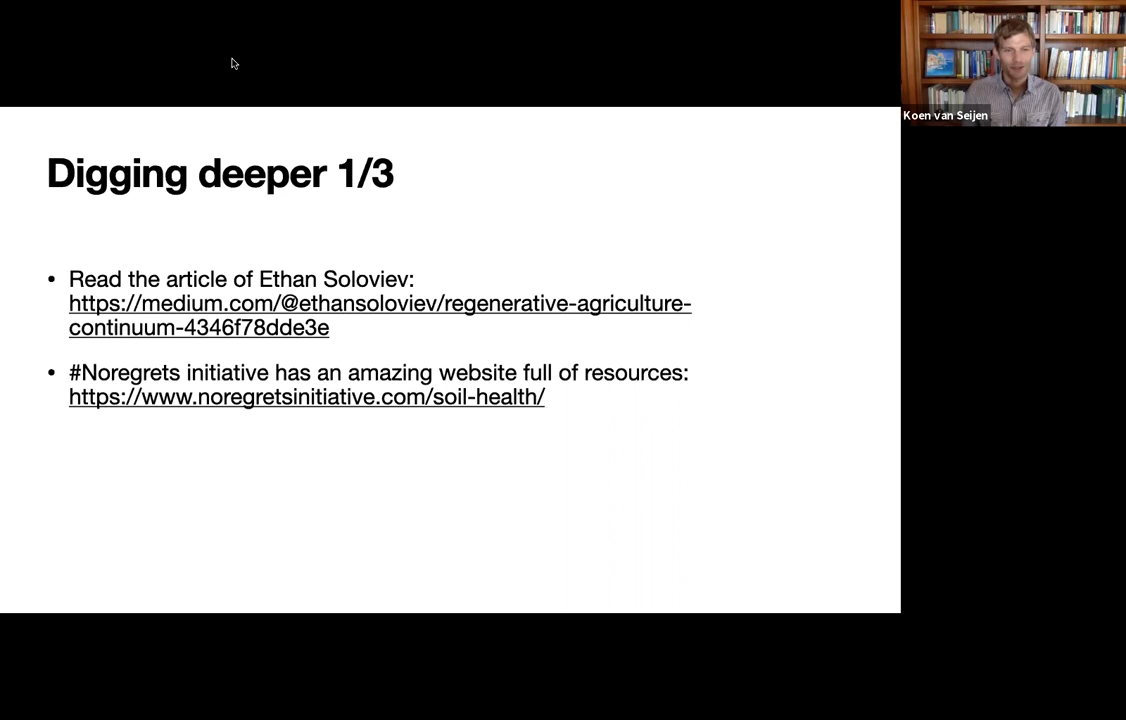 Koen van Seijen
Digging deeper 1/3
• Read the article of Ethan Soloviev:
https://medium.com/@ethansoloviev/regenerative-agriculture-
continuum-4346f78dde3e
• #Noregrets initiative has an amazing website full of resources:
https://www.noregretsinitiative.com/soil-health/